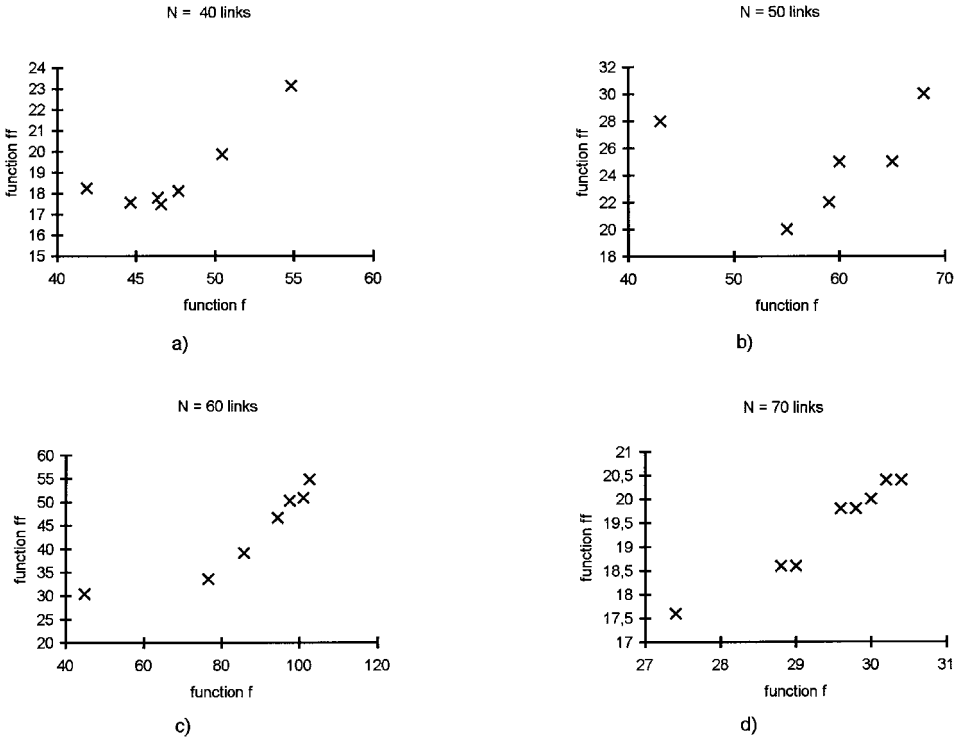 N = 40 links
24
23
22
21
20
19
18
17
16
15
function ff
40 45 50 55 60
function f
a)
N = 50 links
32
30
28
26
24
22
20
18
function ff
40 50 60 70
function f
b)
N = 60 links
60
55
50
45
40
35
30
25
20
function ff
40 60 80 100 120
function f
c)
N = 70 links
21
20,5
20
19,5
19
18,5
18
17,5
17
function ff
27 28 29 30 31
function f
d)